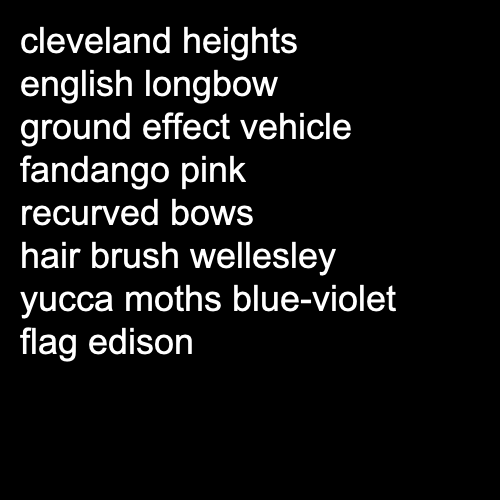 cleveland heights
english longbow
ground effect vehicle
fandango pink
recurved bows
hair brush wellesley
yucca moths blue-violet
flag edison